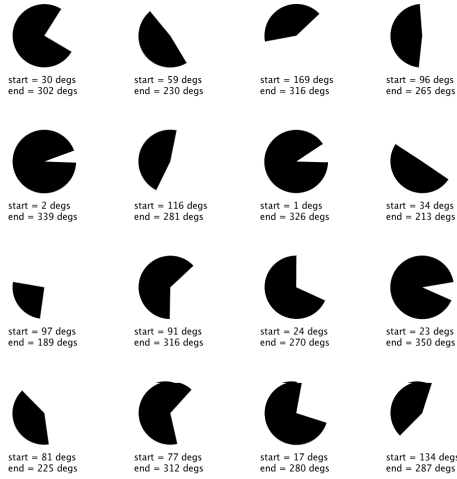 start = 30 degs
end = 302 degs
start = 59 degs
end = 230 degs
start = 169 degs
end = 316 degs
start = 96 degs
end = 265 degs
start = 2 degs
end = 339 degs
start = 116 degs
end = 281 degs
start = 1 degs
end = 326 degs
start = 34 degs
end = 213 degs
start = 97 degs
end = 189 degs
start = 91 degs
end = 316 degs
start = 24 degs
end = 270 degs
start = 23 degs
end = 350 degs
start = 81 degs
end = 225 degs
start = 77 degs
end = 312 degs
start = 17 degs
end = 280 degs
start = 134 degs
end = 287 degs